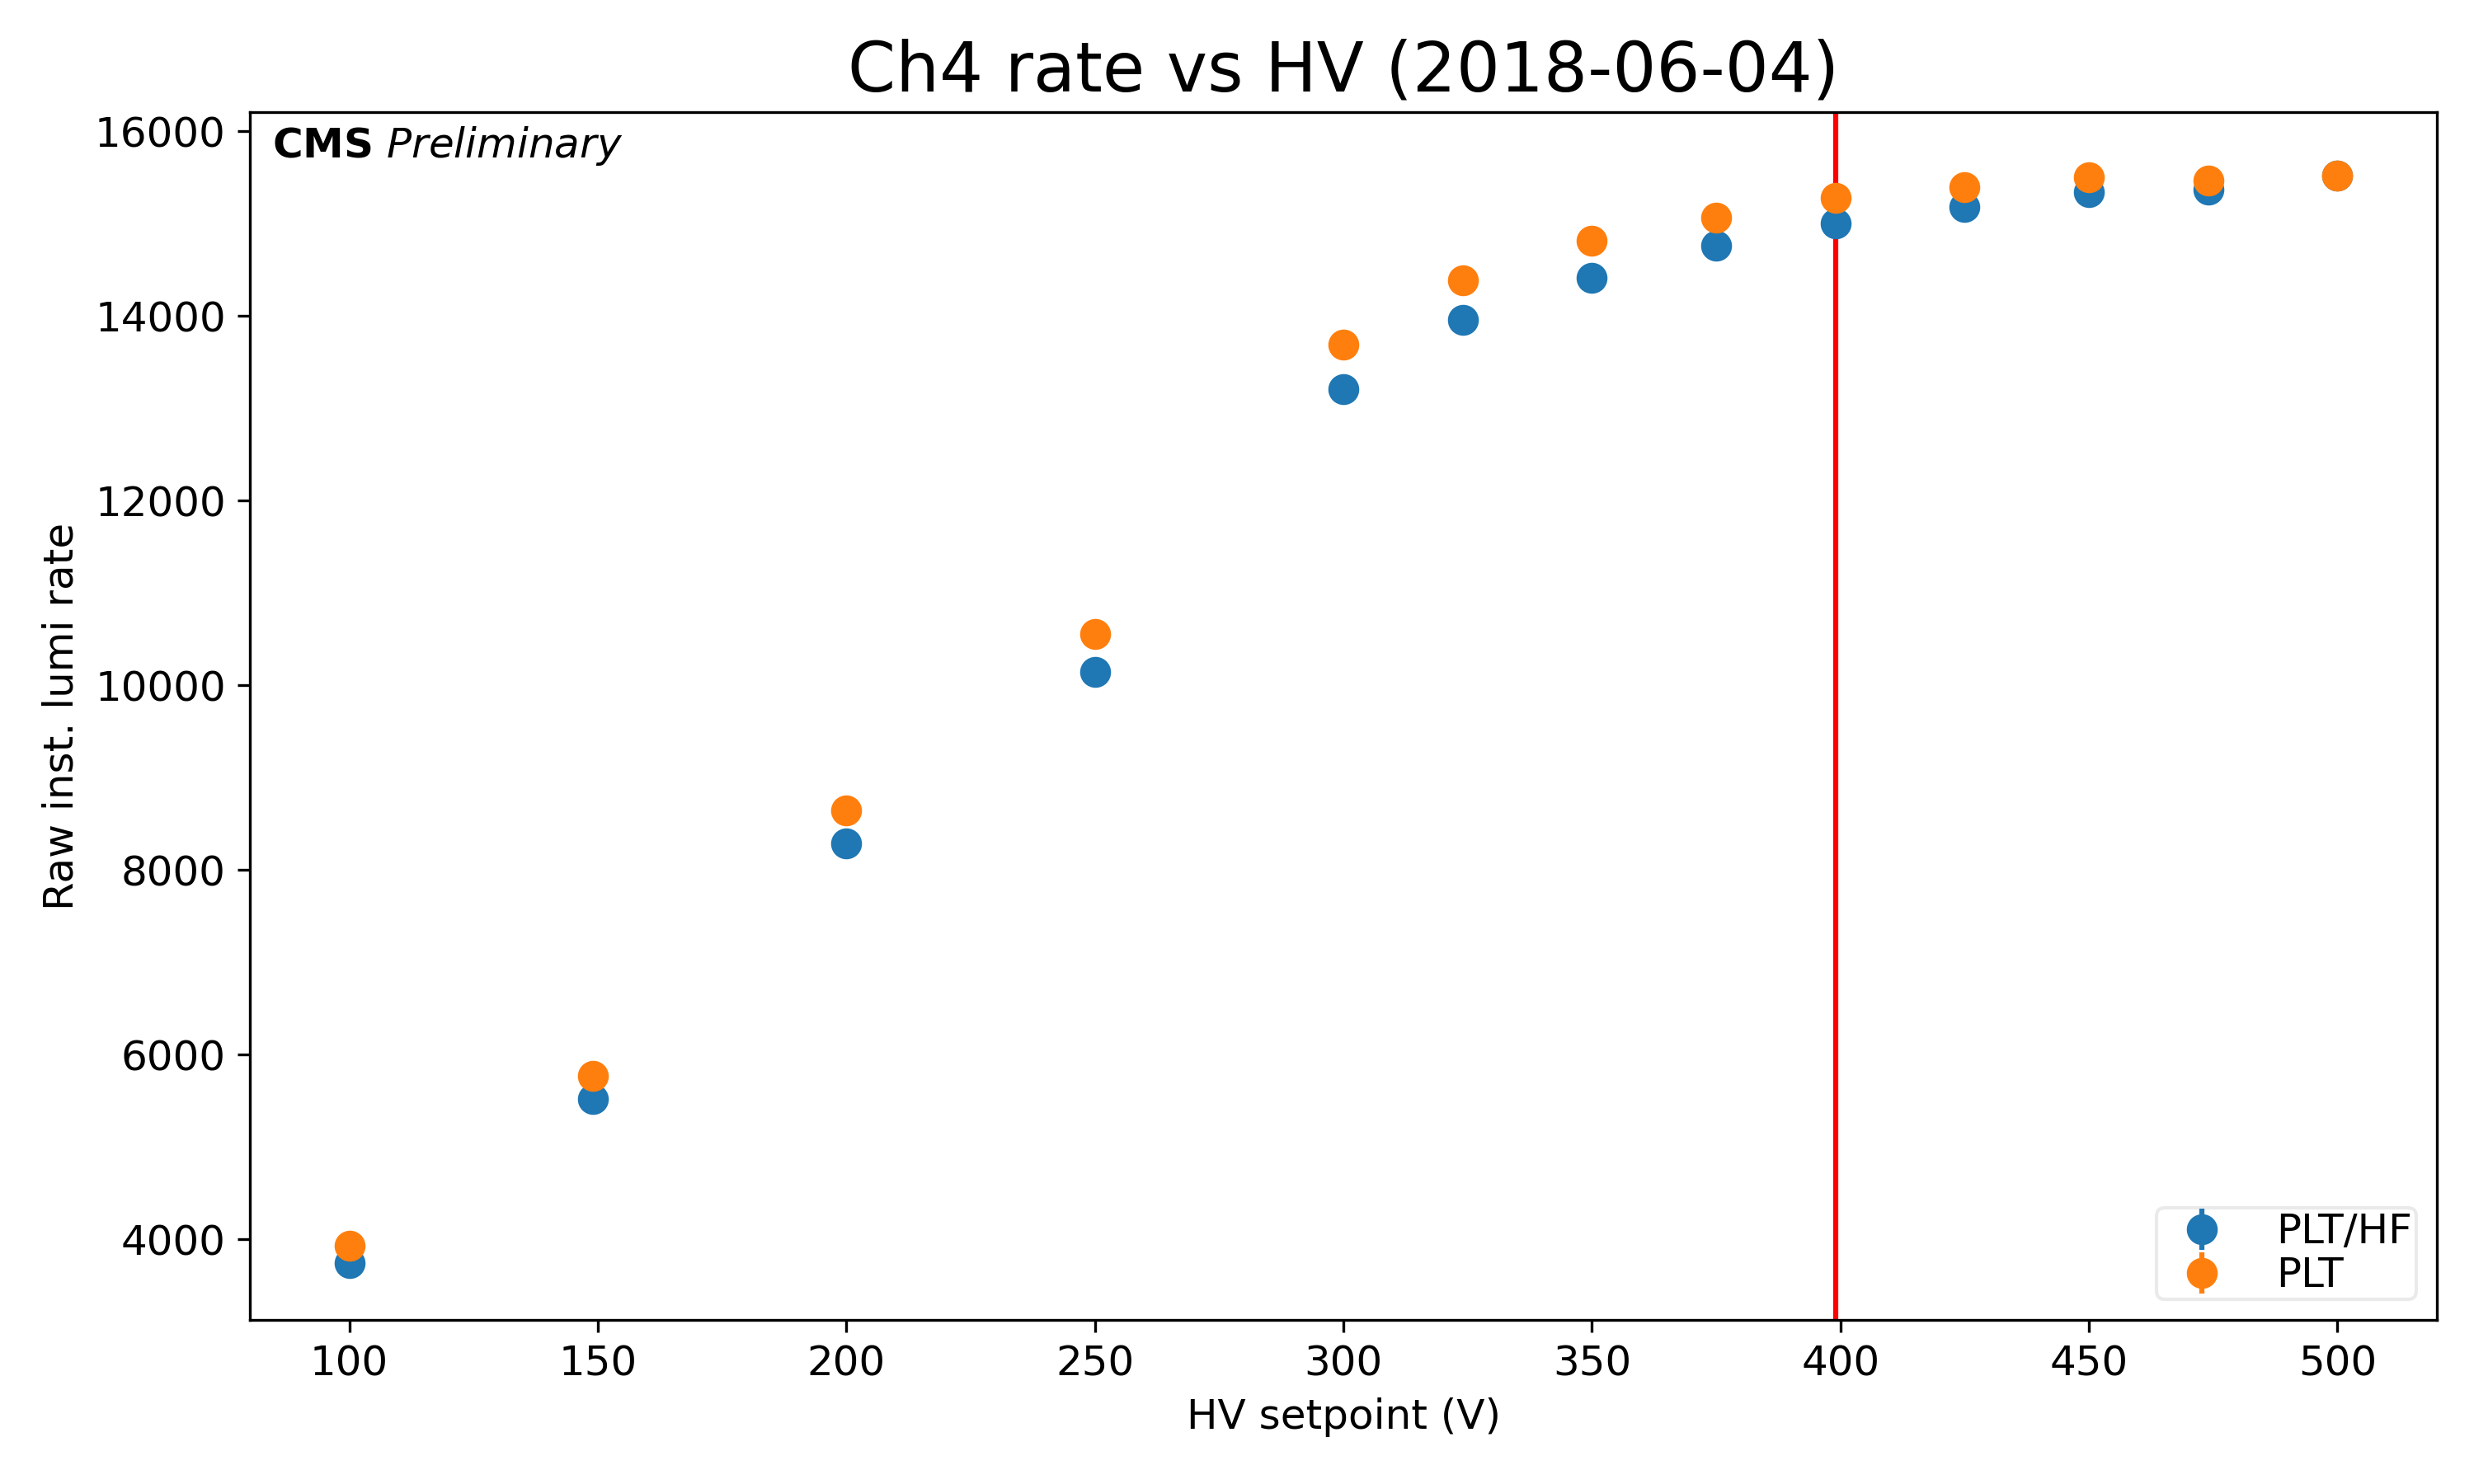 Ch4 rate vs HV (2018-06-04)
CMS Preliminary
16000
14000
12000
10000
8000
6000
4000
Raw inst. lumi rate
PLT/HF
PLT
100 150 200 250 300 350 400 450 500
HV setpoint (V)